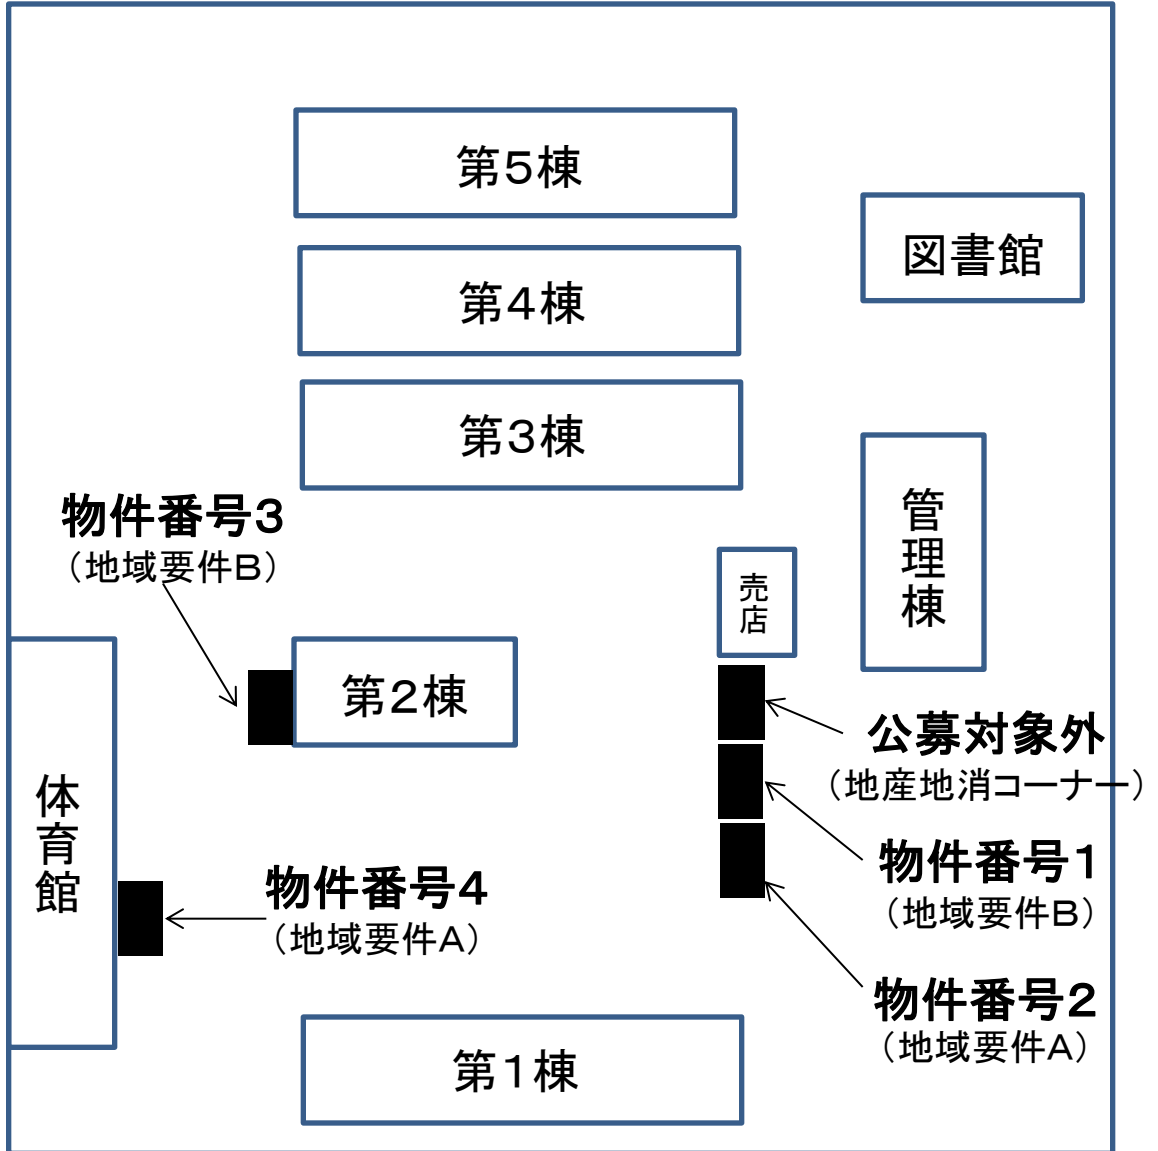 第５棟
図書館
第４棟
第３棟
物件番号３
（地域要件Ｂ）
管理棟
売店
第２棟
公募対象外
（地産地消コーナー）
体育館
物件番号４
（地域要件Ａ）
物件番号１
（地域要件Ｂ）
物件番号２
（地域要件Ａ）
第１棟